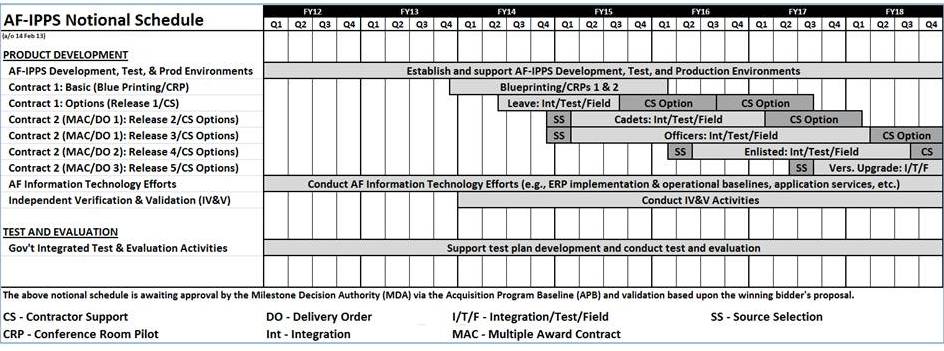 AF-IPPS Notional Schedule
(a/o 14 Feb 13)
FY12 FY13 FY14 FY15 FY16 FY17 FY18
Q1 Q2 Q3 Q4 Q1 Q2 Q3 Q4 Q1 Q2 Q3 Q4 Q1 Q2 Q3 Q4 Q1 Q2 Q3 Q4 Q1 Q2 Q3 Q4 Q1 Q2 Q3 Q4
PRODUCT DEVELOPMENT
AF-IPPS Development, Test, & Prod Environments Establish and support AF-IPPS Development, Test, and Production Environments
Contract 1: Basic (Blue Printing/CRP) Blueprinting/CRPs 1 & 2
Contract 1: Options (Release 1/CS) Leave: Int/Test/Field CS Option CS Option
Contract 2 (MAC/DO 1): Release 2/CS Options) SS Cadets: Int/Test/Field CS Option
Contract 2 (MAC/DO 1): Release 3/CS Options) SS Officers: Int/Test/Field CS Option
Contract 2 (MAC/DO 2): Release 4/CS Options) SS Enlisted: Int/Test/Field CS
Contract 2 (MAC/DO 3): Release 5/CS Options) SS Vers. Upgrade: I/T/F
AF Information Technology Efforts Conduct AF Information Technology Efforts (e.g., ERP implementation & operational baselines, application services, etc.)
Independent Verification & Validation (IV&V) Conduct IV&V Activities
TEST AND EVALUATION
Gov't Integrated Test & Evaluation Activities Support test plan development and conduct test and evaluation
The above notional schedule is awaiting approval by the Milestone Decision Authority (MDA) via the Acquisition Program Baseline (APB) and validation based upon the winning bidder's proposal.
CS - Contractor Support DO - Delivery Order I/T/F - Integration/Test/Field SS - Source Selection
CRP - Conference Room Pilot Int - Integration MAC - Multiple Award Contract